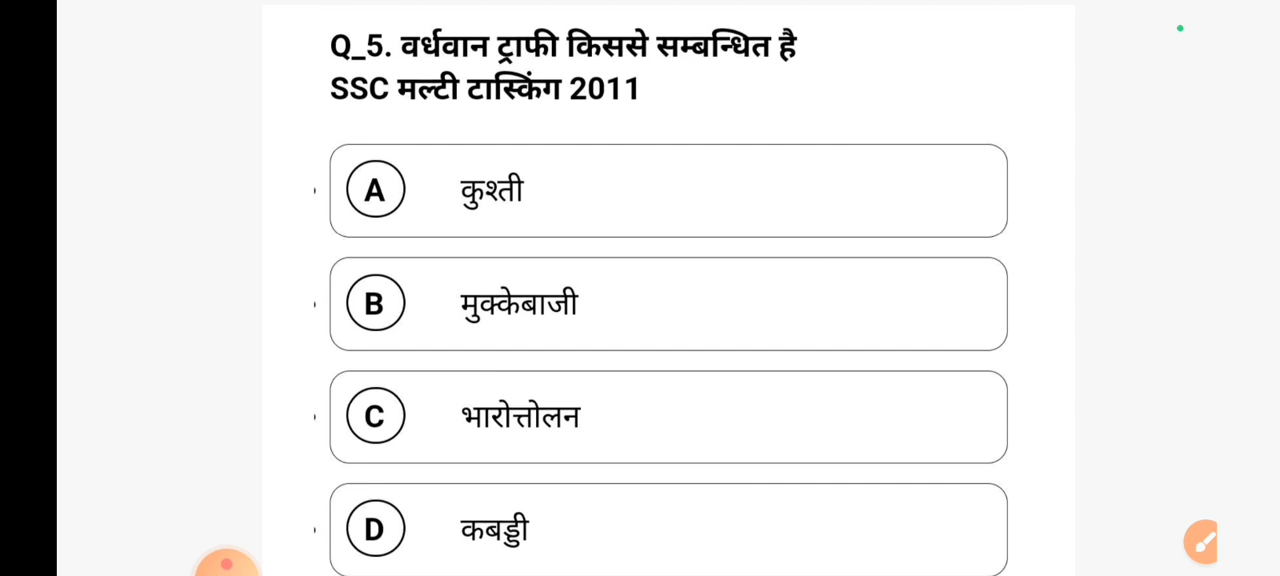 Q_5. वर्धवान ट्राफी किससे सम्बन्धित है
SSC मल्टी टास्किंग 2011
A कुश्ती
B मुक्केबाजी
C भारोत्तोलन
D कबड्डी